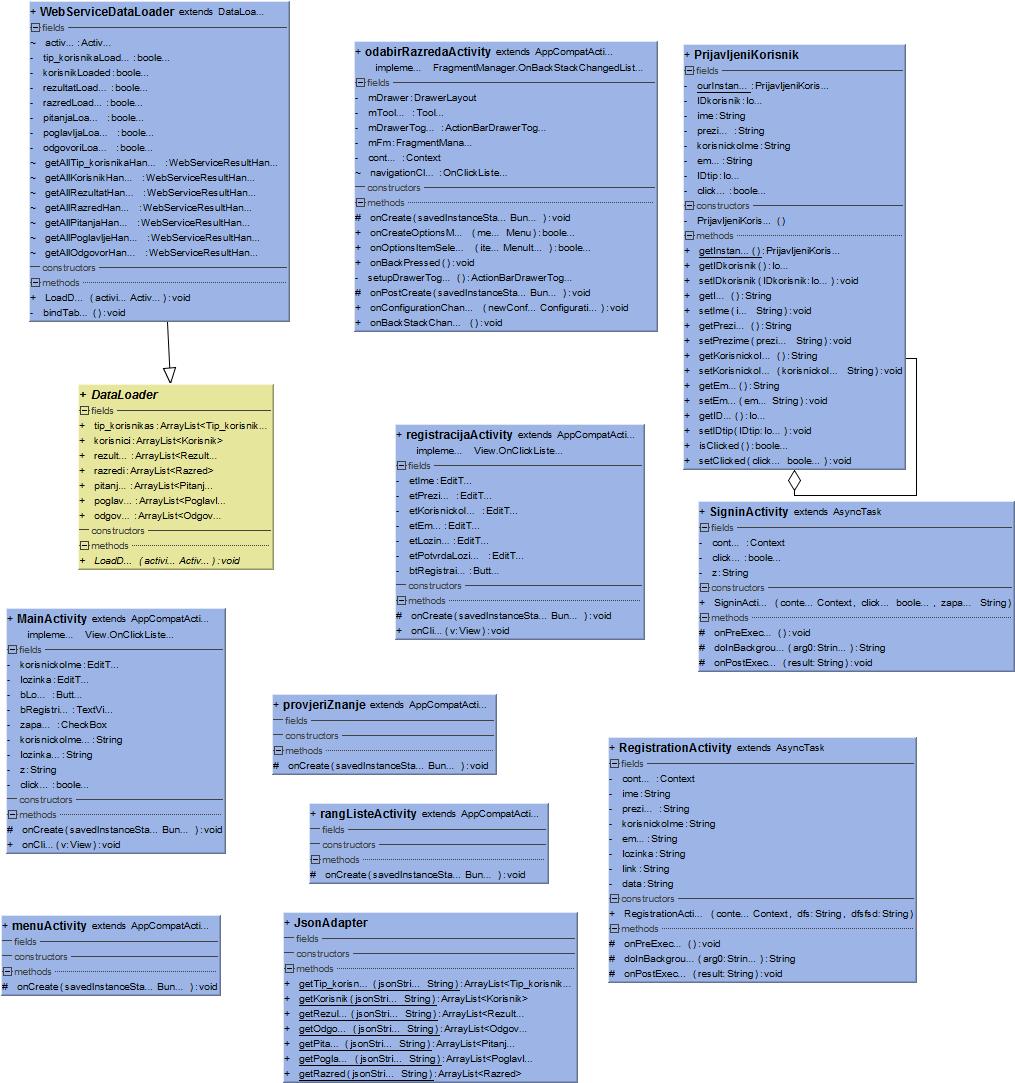 + WebServiceDataLoader extends DataLoa...
fields
~ activ... : Activ...
- tip_korisnikaLoad... : boole...
- korisnikLoaded : boole...
- rezultatLoad... : boole...
- razredLoad... : boole...
- pitanjaLoa... : boole...
- poglavljaLoa... : boole...
- odgovoriLoa... : boole...
~ getAllTip_korisnikaHan... : WebServiceResultHan...
~ getAllKorisnikHan... : WebServiceResultHan...
~ getAllRezultatHan... : WebServiceResultHan...
~ getAllRazredHan... : WebServiceResultHan...
~ getAllPitanjaHan... : WebServiceResultHan...
~ getAllPoglavljeHan... : WebServiceResultHan...
~ getAllOdgovorHan... : WebServiceResultHan...
constructors
methods
+ LoadD... ( activi... Activ... ) : void
- bindTab... ( ) : void
+ odabirRazredaActivity extends AppCompatActi...
impleme... FragmentManager.OnBackStackChangedList...
fields
- mDrawer : DrawerLayout
- mTool... : Tool...
- mDrawerTog... : ActionBarDrawerTog...
- mFm : FragmentMana...
- cont... : Context
~ navigationCl... : OnClickListe...
constructors
methods
# onCreate ( savedInstanceSta... Bun... ) : void
+ onCreateOptionsM... ( me... Menu ) : boole...
+ onOptionsItemSele... ( ite... MenuIt... ) : boole...
+ onBackPressed ( ) : void
- setupDrawerTog... ( ) : ActionBarDrawerTog...
# onPostCreate ( savedInstanceSta... Bun... ) : void
+ onConfigurationChan... ( newConf... Configurati... ) : void
+ onBackStackChan... ( ) : void
+ PrijavljeniKorisnik
fields
- ourInstan... : PrijavljeniKoris...
- IDkorisnik : lo...
- ime : String
- prezi... : String
- korisnickoIme : String
- em... : String
- IDtip : lo...
- click... : boole...
constructors
- PrijavljeniKoris... ( )
methods
+ getInstan... ( ) : PrijavljeniKoris...
+ getIDkorisnik ( ) : lo...
+ setIDkorisnik ( IDkorisnik: lo... ) : void
+ getI... ( ) : String
+ setIme ( i... String ) : void
+ getPrezi... ( ) : String
+ setPrezime ( prezi... String ) : void
+ getKorisnickoI... ( ) : String
+ setKorisnickoI... ( korisnickoI... String ) : void
+ getEm... ( ) : String
+ setEm... ( em... String ) : void
+ getID... ( ) : lo...
+ setIDtip ( IDtip: lo... ) : void
+ isClicked ( ) : boole...
+ setClicked ( click... boole... ) : void
+ DataLoader
fields
+ tip_korisnikas : ArrayList<Tip_korisnik...
+ korisnici : ArrayList<Korisnik>
+ rezult... : ArrayList<Rezult...
+ razredi : ArrayList<Razred>
+ pitanj... : ArrayList<Pitanj...
+ poglav... : ArrayList<Poglavl...
+ odgov... : ArrayList<Odgov...
constructors
methods
+ LoadD... ( activi... Activ... ) : void
+ registracijaActivity extends AppCompatActi...
impleme... View.OnClickListe...
fields
- etIme : EditT...
- etPrezi... : EditT...
- etKorisnickoI... : EditT...
- etEm... : EditT...
- etLozin... : EditT...
- etPotvrdaLozi... : EditT...
- btRegistrai... : Butt...
constructors
methods
# onCreate ( savedInstanceSta... Bun... ) : void
+ onCli... ( v: View ) : void
+ SigninActivity extends AsyncTask
fields
- cont... : Context
- click... : boole...
- z : String
constructors
+ SigninActi... ( conte... Context, click... boole... , zapa... String )
methods
# onPreExec... ( ) : void
# doInBackgrou... ( arg0: Strin... ) : String
# onPostExec... ( result: String ) : void
+ MainActivity extends AppCompatActi...
impleme... View.OnClickListe...
fields
- korisnickoIme : EditT...
- lozinka : EditT...
- bLo... : Butt...
- bRegistri... : TextVi...
- zapa... : CheckBox
- korisnickoIme... : String
- lozinka... : String
- z : String
- click... : boole...
constructors
methods
# onCreate ( savedInstanceSta... Bun... ) : void
+ onCli... ( v: View ) : void
+ provjeriZnanje extends AppCompatActi...
fields
constructors
methods
# onCreate ( savedInstanceSta... Bun... ) : void
+ RegistrationActivity extends AsyncTask
fields
- cont... : Context
- ime : String
- prezi... : String
- korisnickoIme : String
- em... : String
- lozinka : String
- link : String
- data : String
constructors
+ RegistrationActi... ( conte... Context, dfs: String, dfsfsd: String )
methods
# onPreExec... ( ) : void
# doInBackgrou... ( arg0: Strin... ) : String
# onPostExec... ( result: String ) : void
+ rangListeActivity extends AppCompatActi...
fields
constructors
methods
# onCreate ( savedInstanceSta... Bun... ) : void
+ menuActivity extends AppCompatActi...
fields
constructors
methods
# onCreate ( savedInstanceSta... Bun... ) : void
+ JsonAdapter
fields
constructors
methods
+ getTip_korisn... ( jsonStri... String ) : ArrayList<Tip_korisnik...
+ getKorisnik ( jsonStri... String ) : ArrayList<Korisnik>
+ getRezul... ( jsonStri... String ) : ArrayList<Rezult...
+ getOdgo... ( jsonStri... String ) : ArrayList<Odgov...
+ getPita... ( jsonStri... String ) : ArrayList<Pitanj...
+ getPogla... ( jsonStri... String ) : ArrayList<Poglavl...
+ getRazred ( jsonStri... String ) : ArrayList<Razred>